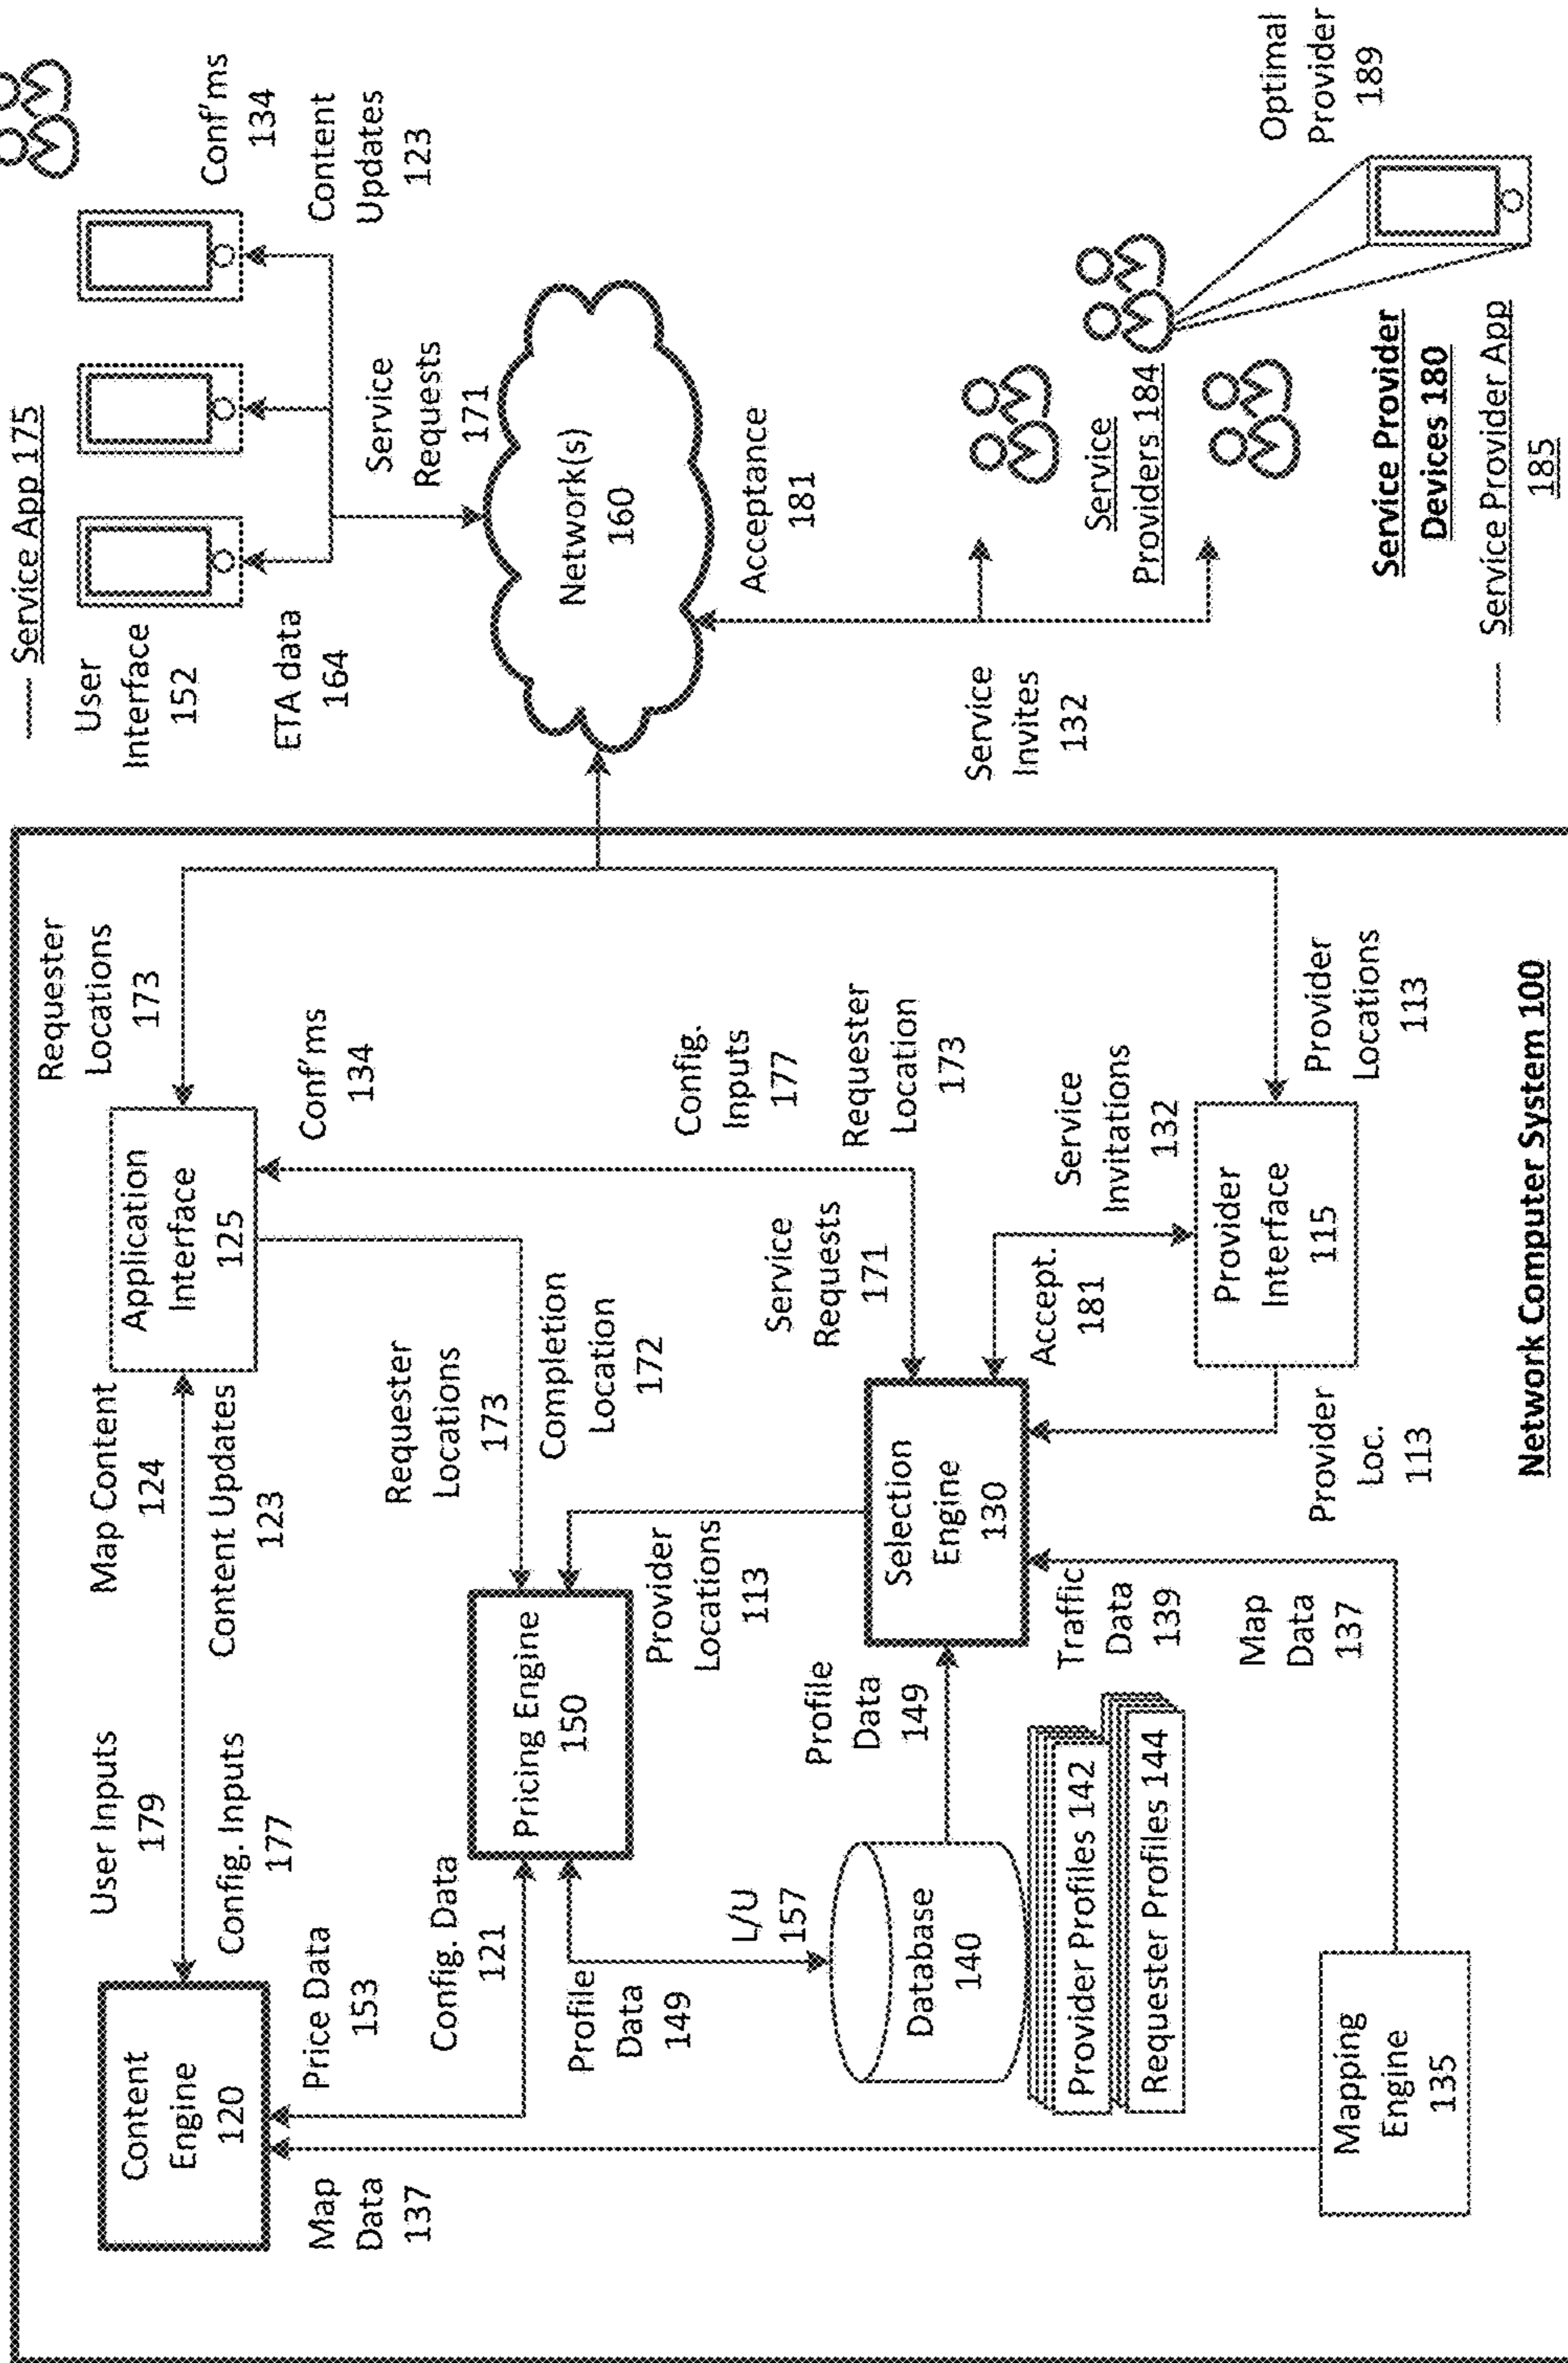 Content
Engine
120
User Inputs
179
Config. Inputs
177
Map Content
124
Content Updates
123
Application
Interface
125
Requester
Locations
173
Map
Data
137
Price Data
153
Config. Data
121
Pricing Engine
150
Requester
Locations
173
Completion
Location
172
Conf'ms
134
Profile
Data
149
L/U
157
Provider
Locations
113
Service
Requests
171
Config.
Inputs
177
Requester
Location
173
Database
140
Profile
Data
149
Selection
Engine
130
Accept.
181
Service
Invitations
132
Provider Profiles 142
Requester Profiles 144
Traffic
Data
139
Map
Data
137
Provider
Loc.
113
Provider
Interface
115
Provider
Locations
113
Mapping
Engine
135
Network Computer System 100
Service App 175
User
Interface
152
ETA data
164
Service
Requests
171
Conf'ms
134
Content
Updates
123
Network(s)
160
Acceptance
181
Service
Invites
132
Service
Providers 184
Optimal
Provider
189
Service Provider
Devices 180
Service Provider App
185